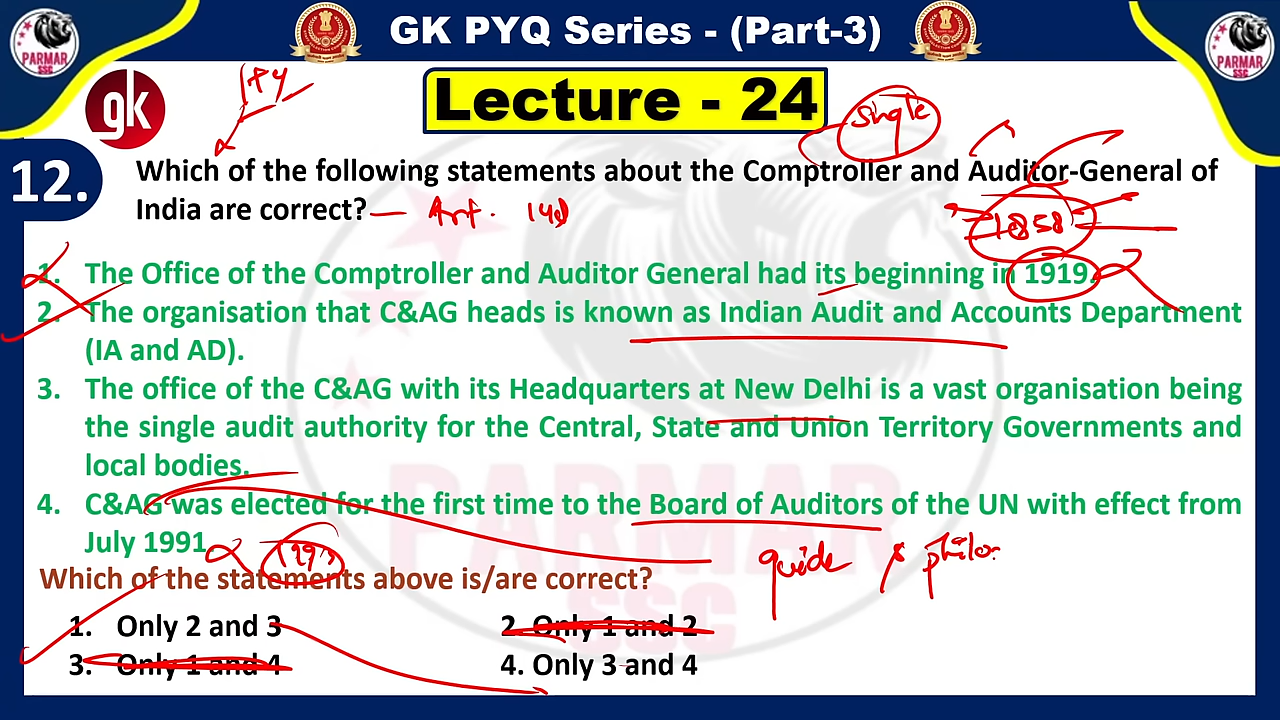 GK PYQ Series - (Part-3)
PARMAR
SSC
PARMAR
SSC
gk
Lecture - 24
single
12.
Which of the following statements about the Comptroller and Auditor-General of
India are correct? Art. 148
1858
1. The Office of the Comptroller and Auditor General had its beginning in 1919.
2. The organisation that C&AG heads is known as Indian Audit and Accounts Department
(IA and AD).
3. The office of the C&AG with its Headquarters at New Delhi is a vast organisation being
the single audit authority for the Central, State and Union Territory Governments and
local bodies.
4. C&AG was elected for the first time to the Board of Auditors of the UN with effect from
July 1991
1993
guide
Which of the statements above is/are correct?
1. Only 2 and 3
2. Only 1 and 2
3. Only 1 and 4
4. Only 3 and 4
PARMAR
SSC